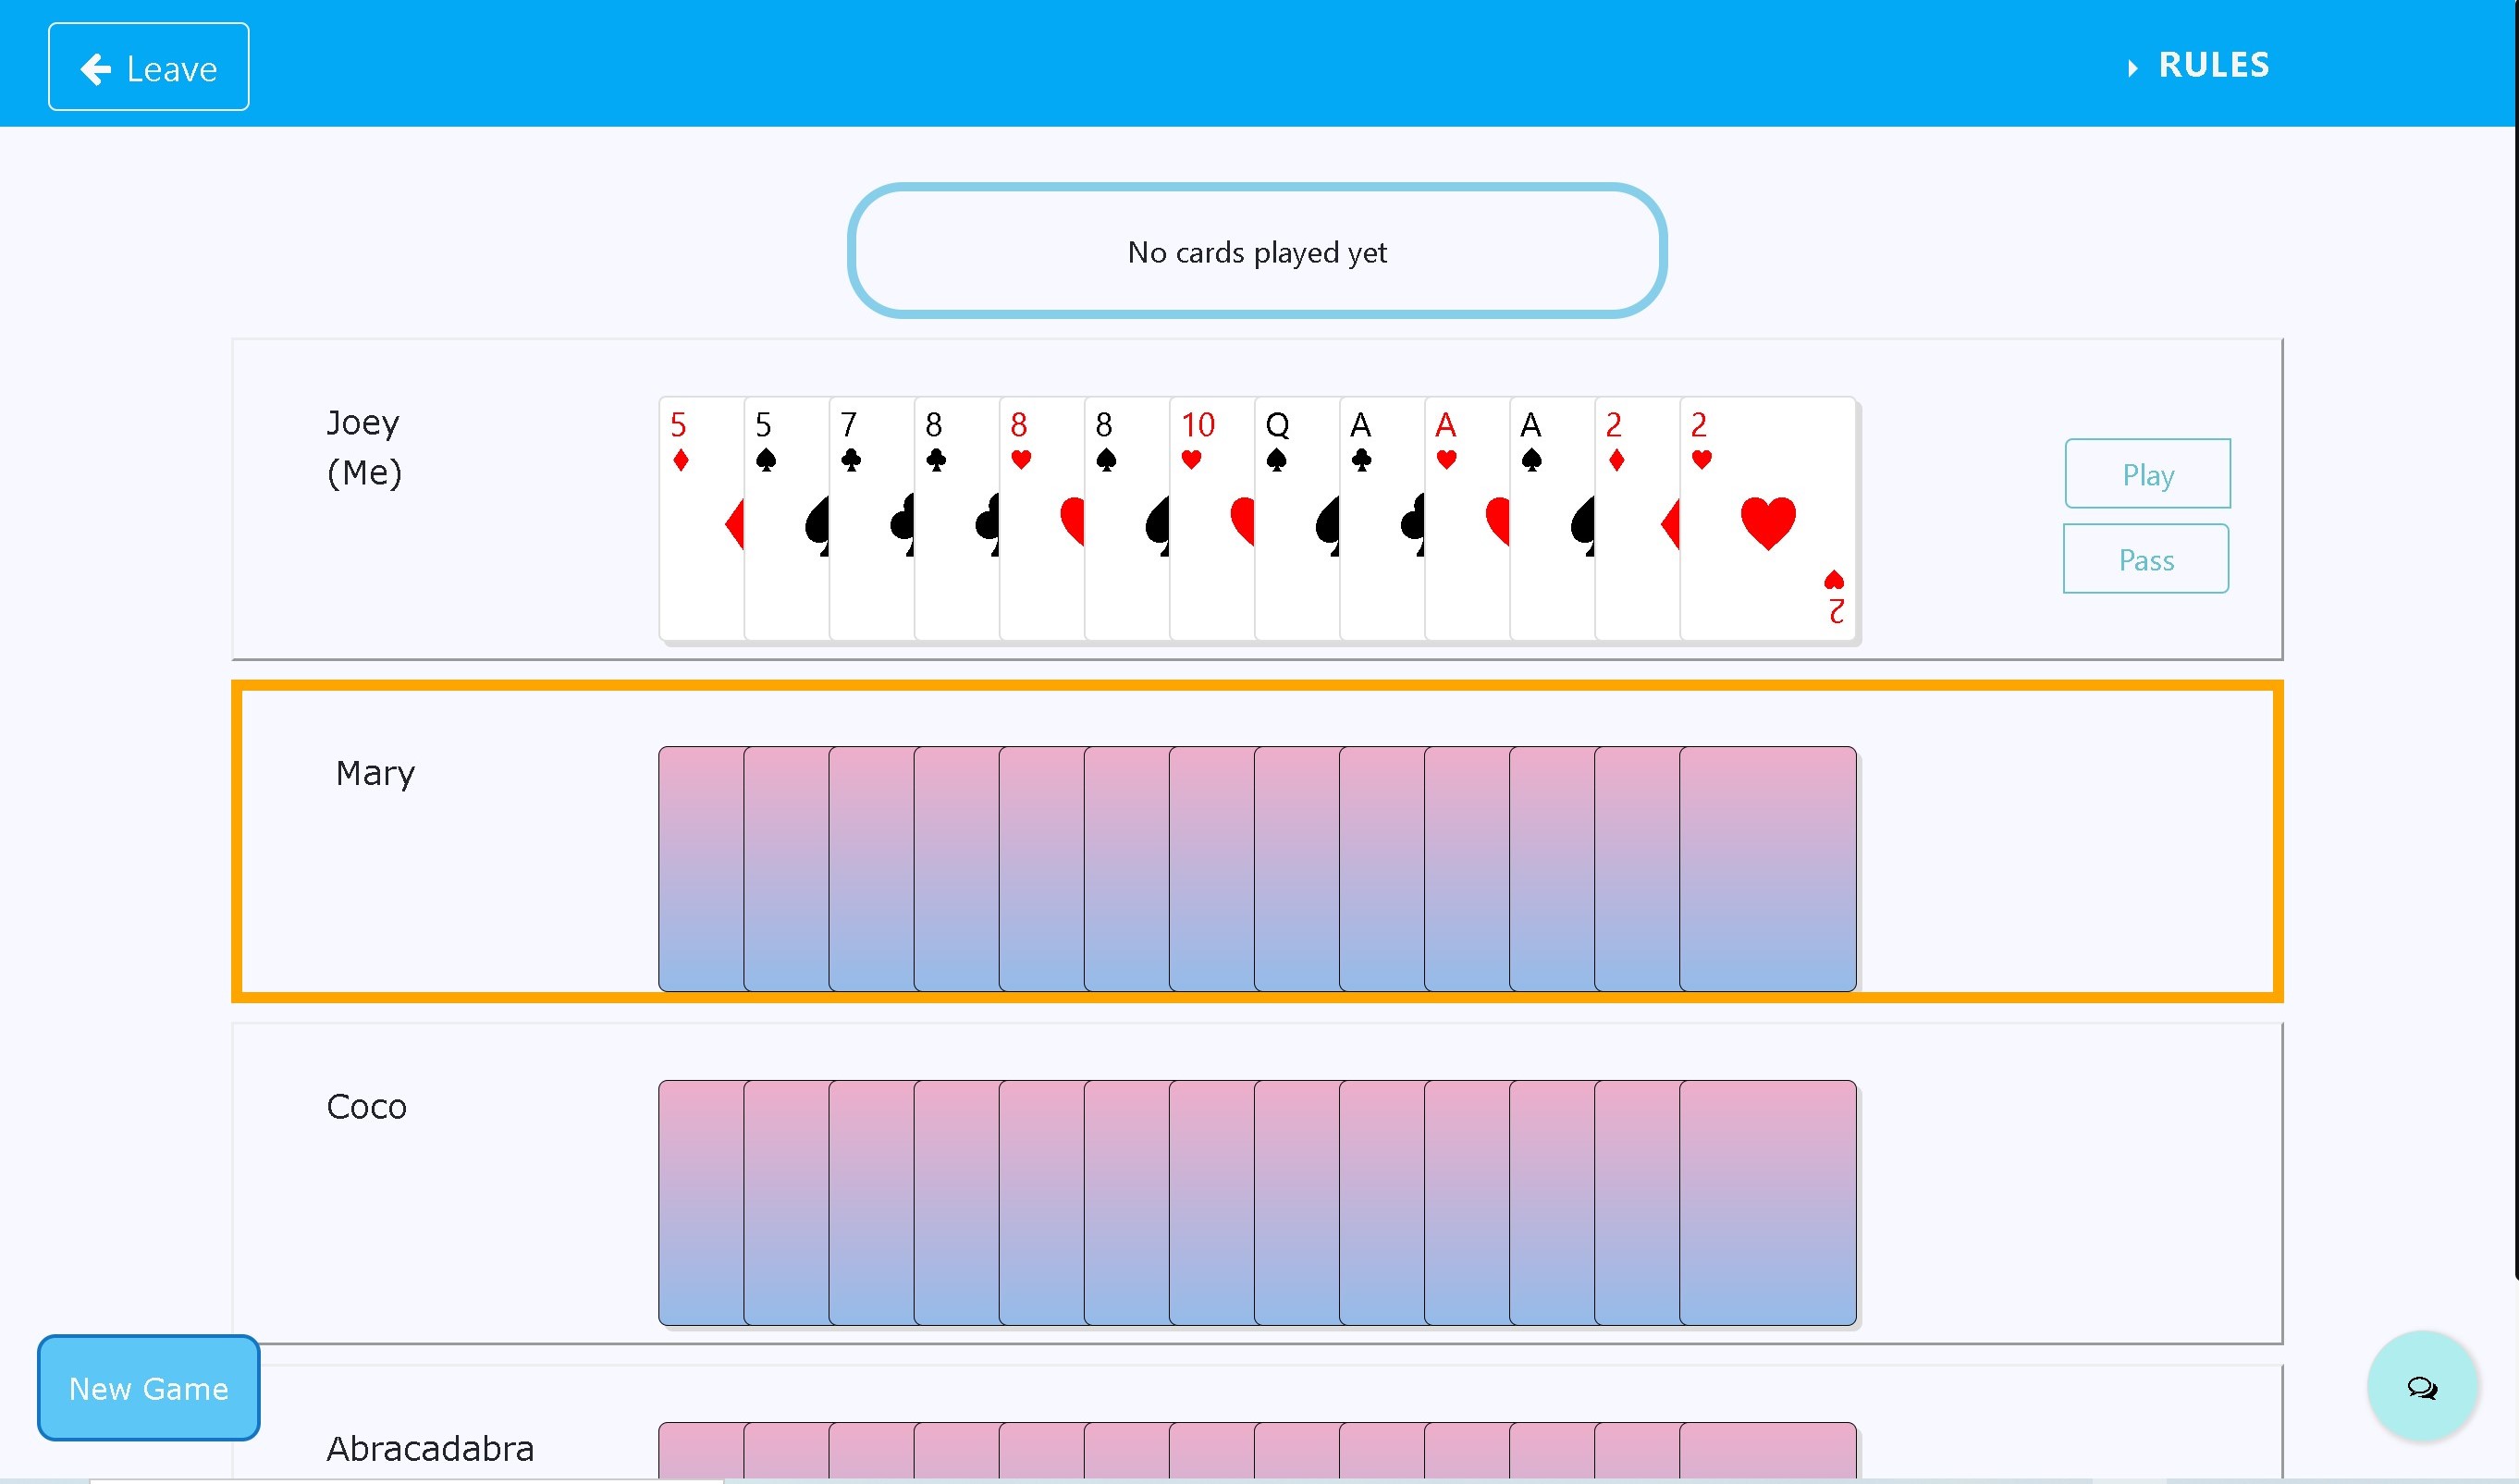 Leave
RULES
No cards played yet
Joey
(Me)
5 5 7 8 8 8 10 Q A A A 2 2
2
Play
Pass
Mary
Coco
New Game
Abracadabra